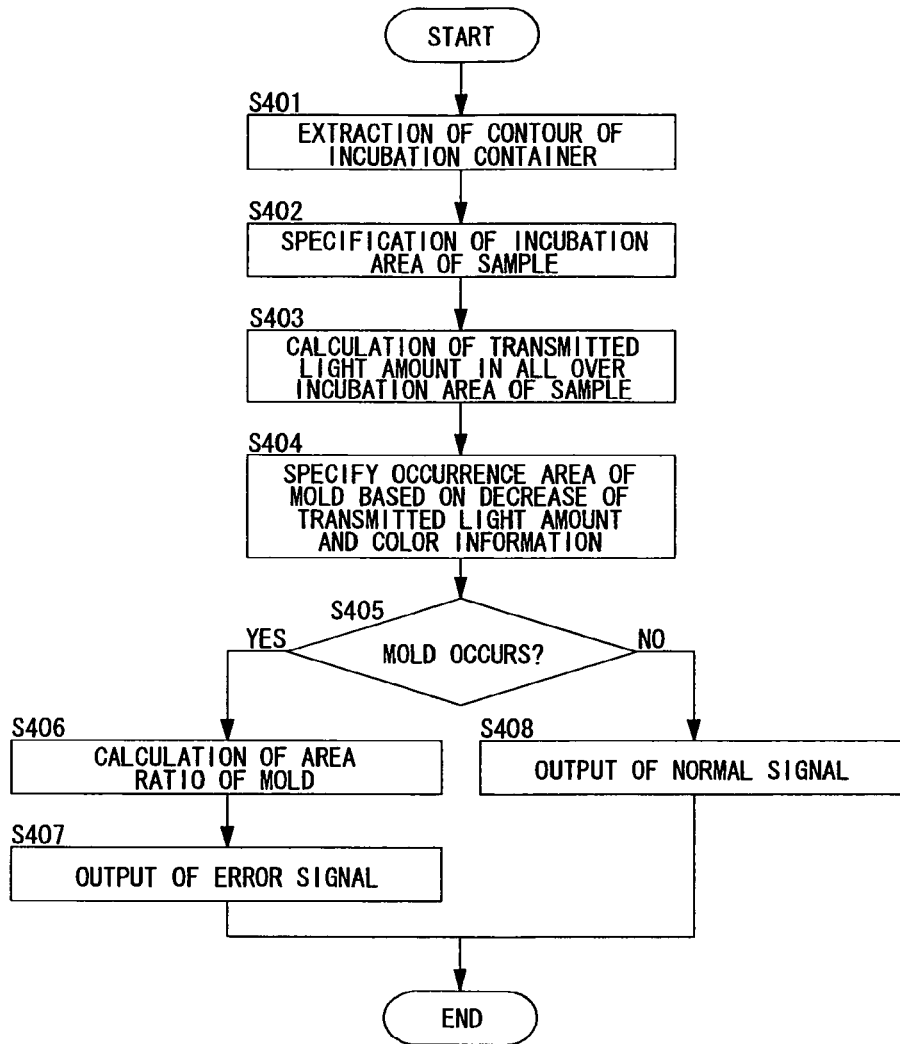 START
S401
EXTRACTION OF CONTOUR OF
INCUBATION CONTAINER
S402
SPECIFICATION OF INCUBATION
AREA OF SAMPLE
S403
CALCULATION OF TRANSMITTED
LIGHT AMOUNT IN ALL OVER
INCUBATION AREA OF SAMPLE
S404
SPECIFY OCCURRENCE AREA OF
MOLD BASED ON DECREASE OF
TRANSMITTED LIGHT AMOUNT
AND COLOR INFORMATION
S405
YES
MOLD OCCURS?
NO
S406
CALCULATION OF AREA
RATIO OF MOLD
S408
OUTPUT OF NORMAL SIGNAL
S407
OUTPUT OF ERROR SIGNAL
END